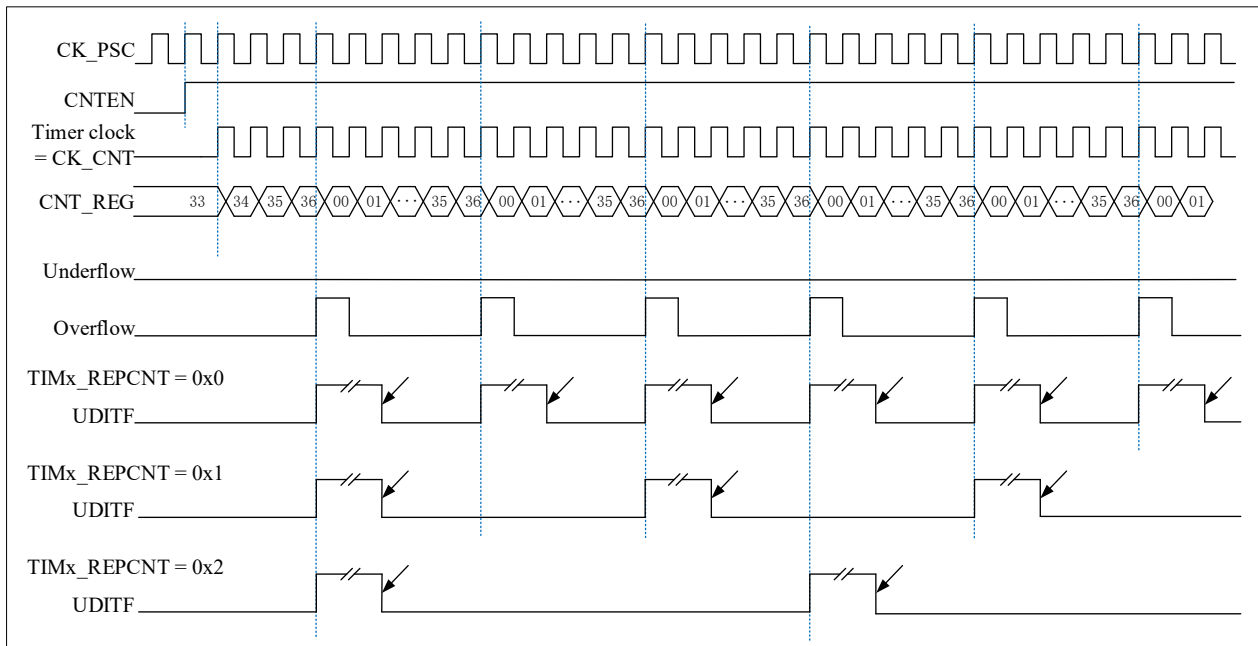 CK_PSC
CNTEN
Timer clock
= CK_CNT
CNT_REG 33 34 35 36 00 01 ··· 35 36 00 01 ··· 35 36 00 01 ··· 35 36 00 01 ··· 35 36 00 01 ··· 35 36 00 01
Underflow
Overflow
TIMx_REPCNT = 0x0
UDITF
TIMx_REPCNT = 0x1
UDITF
TIMx_REPCNT = 0x2
UDITF